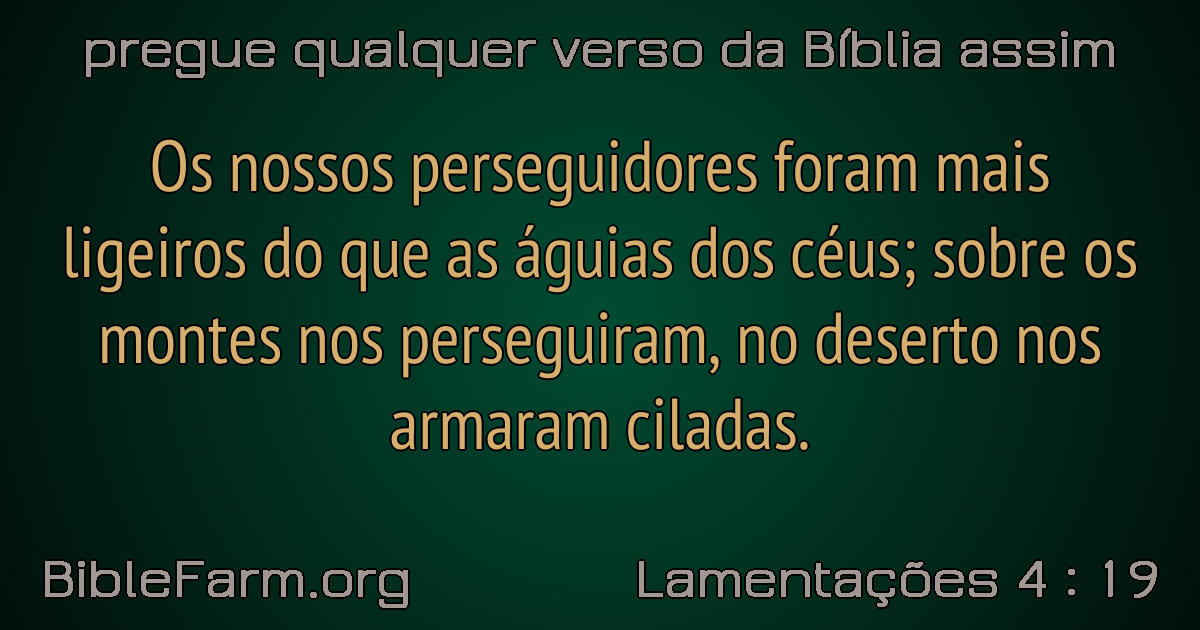 pregue qualquer verso da Bíblia assim
Os nossos perseguidores foram mais
ligeiros do que as águias dos céus; sobre os
montes nos perseguiram, no deserto nos
armaram ciladas.
BibleFarm.org
Lamentações 4 : 19